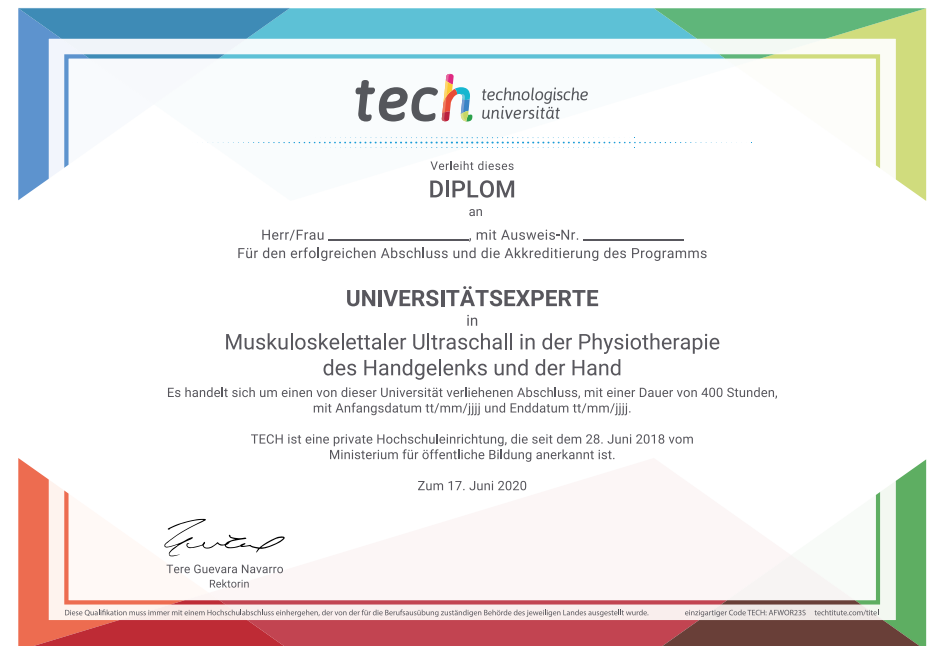 tech technologische
universität
Verleiht dieses
DIPLOM
an
Herr/Frau ____________, mit Ausweis-Nr. ____________
Für den erfolgreichen Abschluss und die Akkreditierung des Programms
UNIVERSITÄTSEXPERTE
in
Muskuloskelettaler Ultraschall in der Physiotherapie
des Handgelenks und der Hand
Es handelt sich um einen von dieser Universität verliehenen Abschluss, mit einer Dauer von 400 Stunden,
mit Anfangsdatum tt/mm/jjjj und Enddatum tt/mm/jjjj.
TECH ist eine private Hochschuleinrichtung, die seit dem 28. Juni 2018 vom
Ministerium für öffentliche Bildung anerkannt ist.
Zum 17. Juni 2020
Tere Guevara Navarro
Rektorin
Diese Qualifikation muss immer mit einem Hochschulabschluss einhergehen, der von der für die Berufsausübung zuständigen Behörde des jeweiligen Landes ausgestellt wurde. einzigartiger Code TECH: AFWOR23S techtitute.com/titel